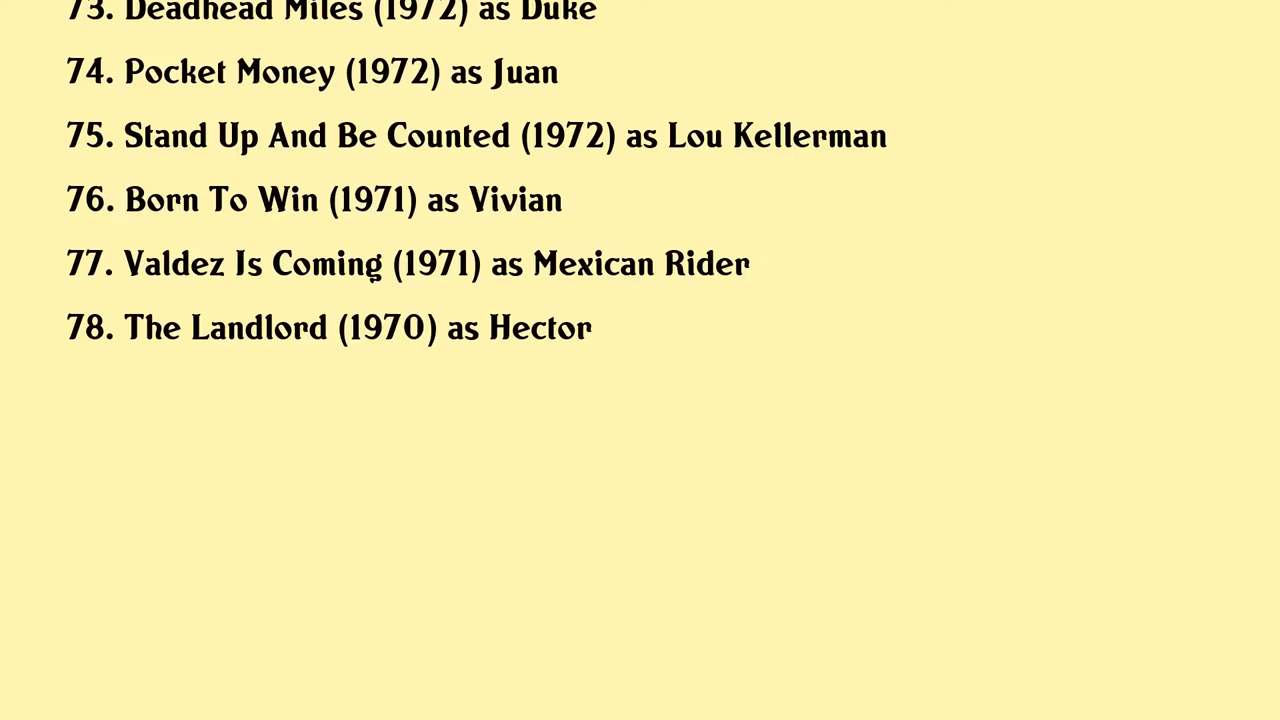 73. Deadhead Miles (1972) as Duke
74. Pocket Money (1972) as Juan
75. Stand Up And Be Counted (1972) as Lou Kellerman
76. Born To Win (1971) as Vivian
77. Valdez Is Coming (1971) as Mexican Rider
78. The Landlord (1970) as Hector